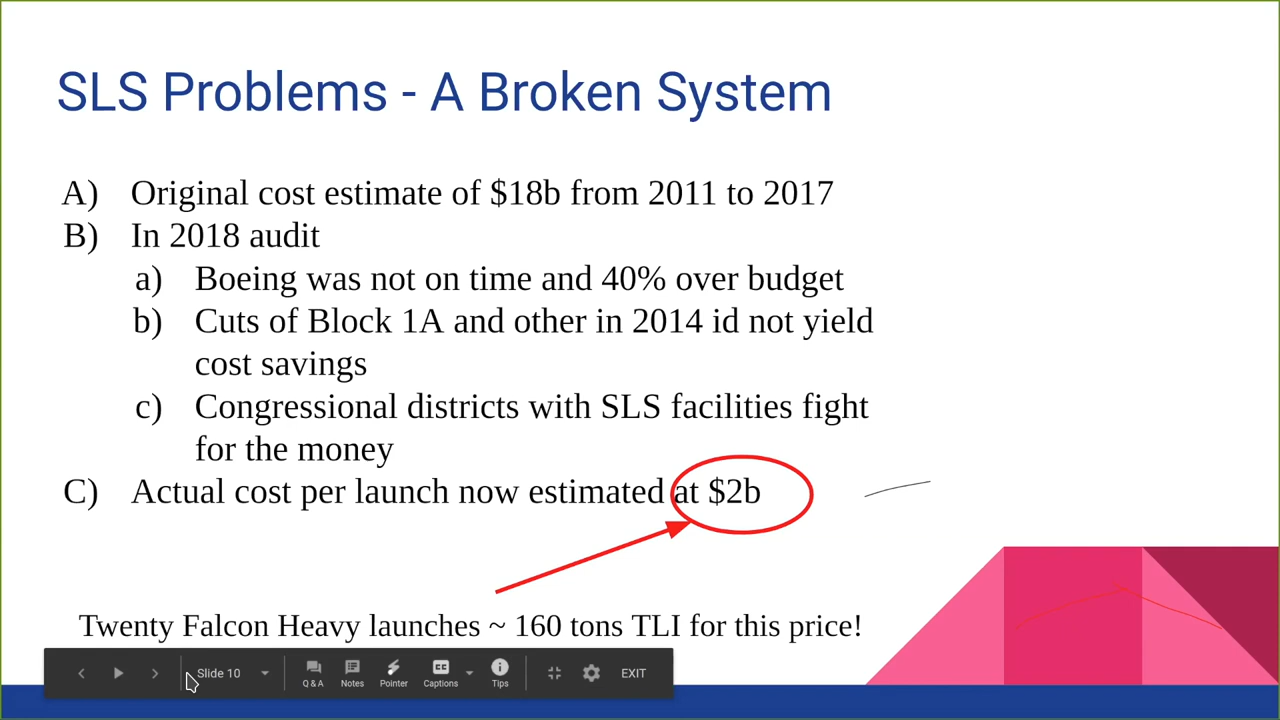 SLS Problems - A Broken System
A) Original cost estimate of $18b from 2011 to 2017
B) In 2018 audit
a) Boeing was not on time and 40% over budget
b) Cuts of Block 1A and other in 2014 id not yield
cost savings
c) Congressional districts with SLS facilities fight
for the money
C) Actual cost per launch now estimated at $2b
Twenty Falcon Heavy launches ~ 160 tons TLI for this price!
Slide 10 Q & A Notes Pointer CC Captions Tips EXIT